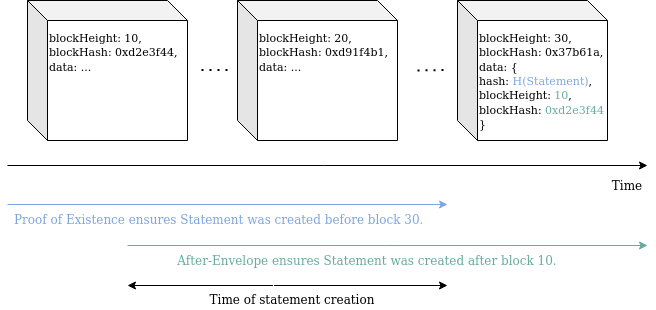 blockHeight: 10,
blockHash: 0xd2e3f44,
data: ...
....
blockHeight: 20,
blockHash: 0xd91f4b1,
data: ...
....
blockHeight: 30,
blockHash: 0x37b61a,
data: {
hash: H(Statement),
blockHeight: 10,
blockHash: 0xd2e3f44
}
Time
Proof of Existence ensures Statement was created before block 30.
After-Envelope ensures Statement was created after block 10.
Time of statement creation